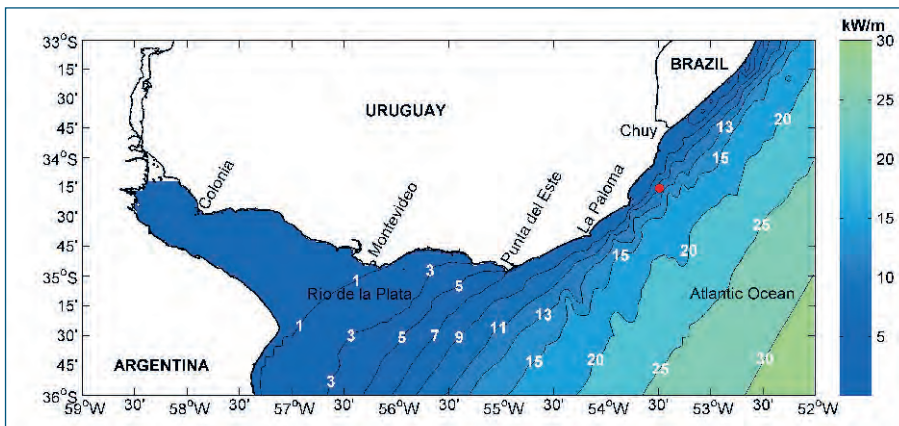 kW/m
33°S
15'
30'
45'
34°S
15'
30'
45'
35°S
15'
30'
45'
36°S
59°W
30'
58°W
30'
57°W
30'
56°W
30'
55°W
30'
54°W
30'
53°W
30'
52°W
BRAZIL
URUGUAY
Chuy
Colonia
Montevideo
Punta del Este
La Paloma
Río de la Plata
Atlantic Ocean
ARGENTINA
13
20
15
25
20
15
1
3
5
1
3
5
7
9
11
13
3
15
20
25
30
30
25
20
15
10
5